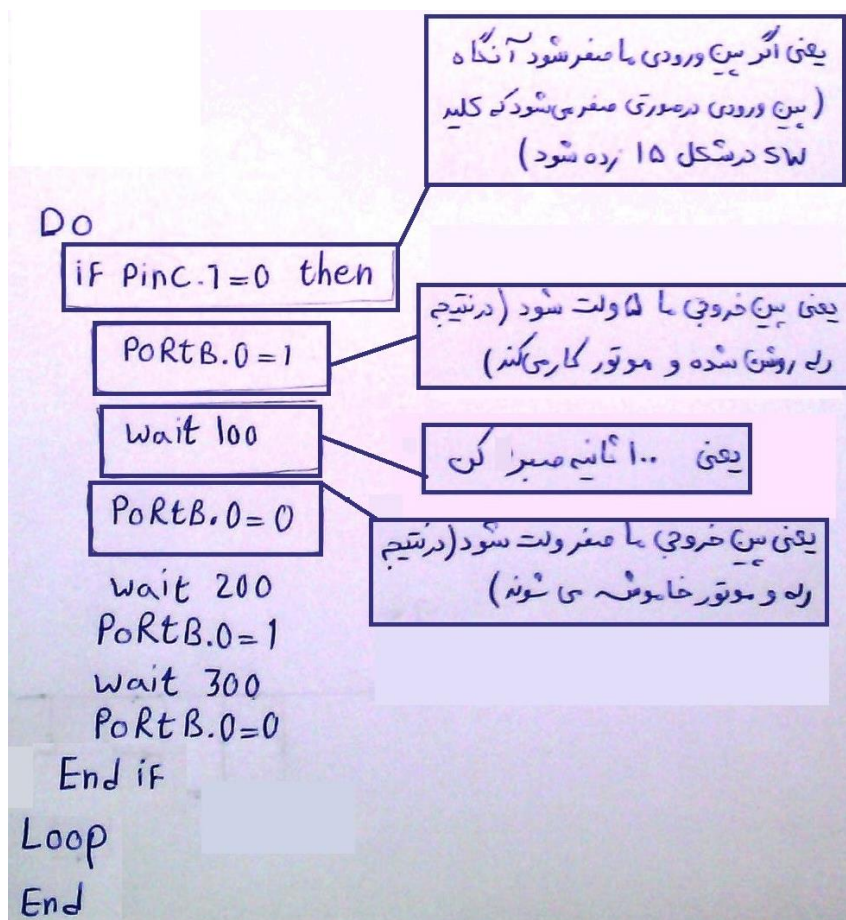 یعنی اگر پین ورودی ما صفر شود آنگاه
(پین ورودی درصورتی صفر می‌شود که کلید
SW درشکل ۱۵ زده شود)
Do
iF PinC.1=0 then
یعنی پین خروجی ما ۵ ولت شود (درنتیجه
رله روشن شده و موتور کار می‌کند)
PoRtB.0=1
Wait 100
یعنی ۱۰۰ ثانیه صبر کن
PoRtB.0=0
یعنی پین خروجی ما صفر ولت شود (درنتیجه
رله و موتور خاموش می شوند)
Wait 200
PoRtB.0=1
Wait 300
PoRtB.0=0
End iF
Loop
End